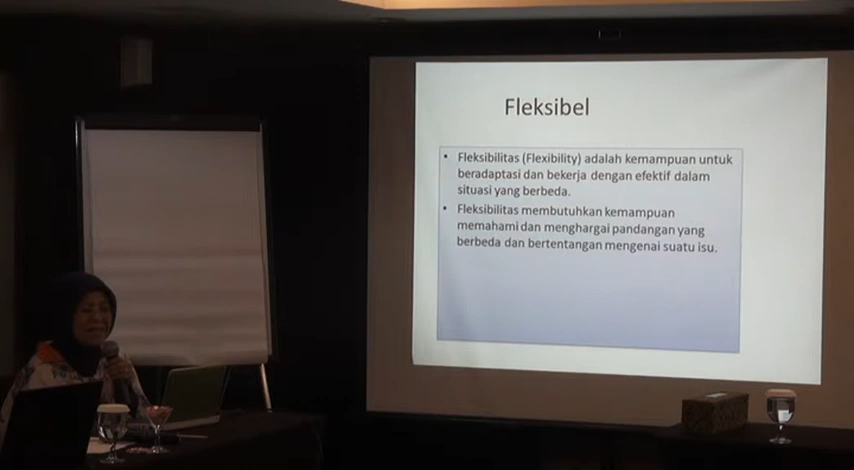 Fleksibel
• Fleksibilitas (Flexibility) adalah kemampuan untuk
beradaptasi dan bekerja dengan efektif dalam
situasi yang berbeda.
• Fleksibilitas membutuhkan kemampuan
memahami dan menghargai pandangan yang
berbeda dan bertentangan mengenai suatu isu.